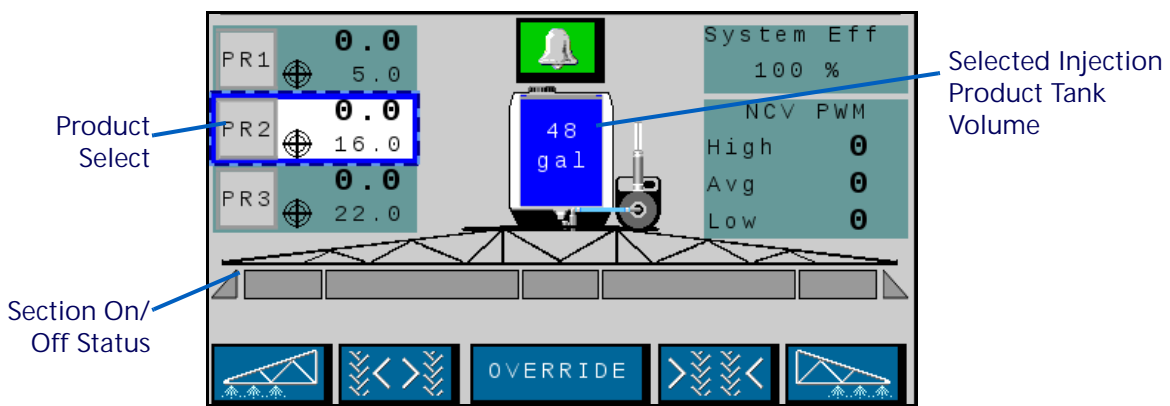 PR1
0.0
5.0
PR2
0.0
16.0
PR3
0.0
22.0
48
gal
System Eff
100 %
NCV PWM
High 0
Avg 0
Low 0
OVERRIDE
Product
Select
Section On/
Off Status
Selected Injection
Product Tank
Volume